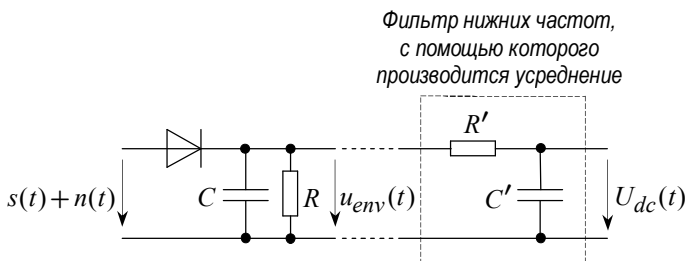 Фильтр нижних частот,
с помощью которого
производится усреднение
R′
s(t)+n(t)
C
R
u_env(t)
C′
U_dc(t)